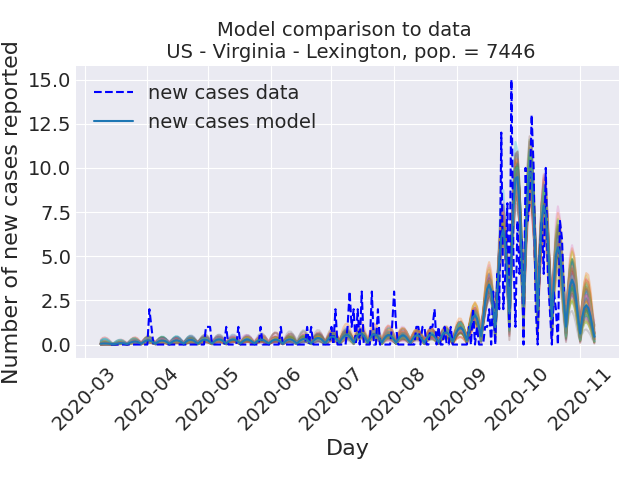 Model comparison to data
US - Virginia - Lexington, pop. = 7446
Number of new cases reported
15.0
12.5
10.0
7.5
5.0
2.5
0.0
new cases data
new cases model
2020-03
2020-04
2020-05
2020-06
2020-07
2020-08
2020-09
2020-10
2020-11
Day